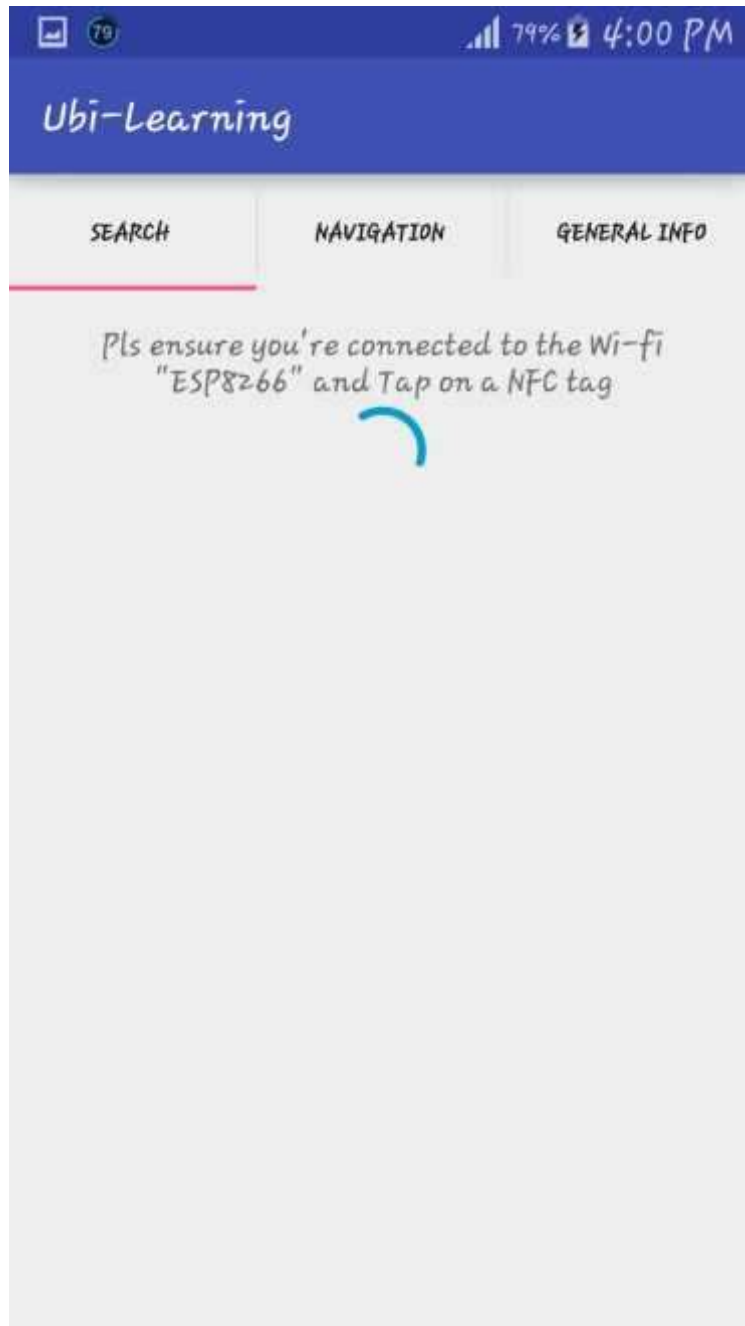 79 79% 4:00 PM
Ubi-Learning
SEARCH NAVIGATION GENERAL INFO
Pls ensure you're connected to the Wi-fi
"ESP8266" and Tap on a NFC tag